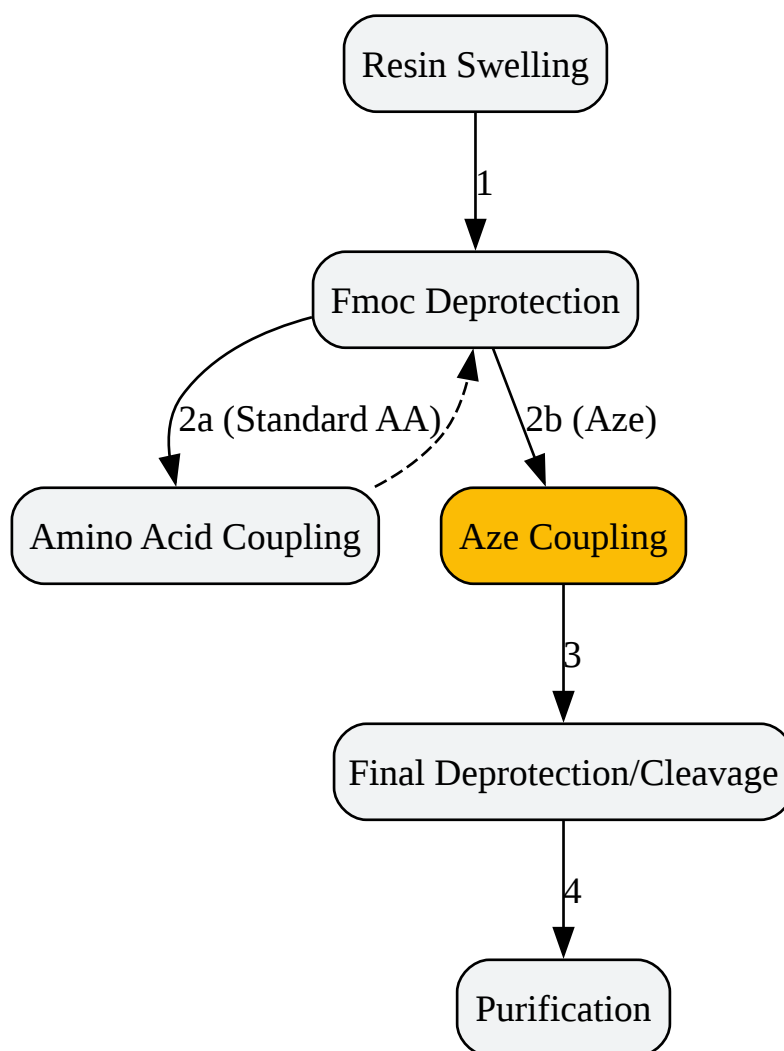 Resin Swelling
1
Fmoc Deprotection
2a (Standard AA)
2b (Aze)
Amino Acid Coupling
Aze Coupling
3
Final Deprotection/Cleavage
4
Purification